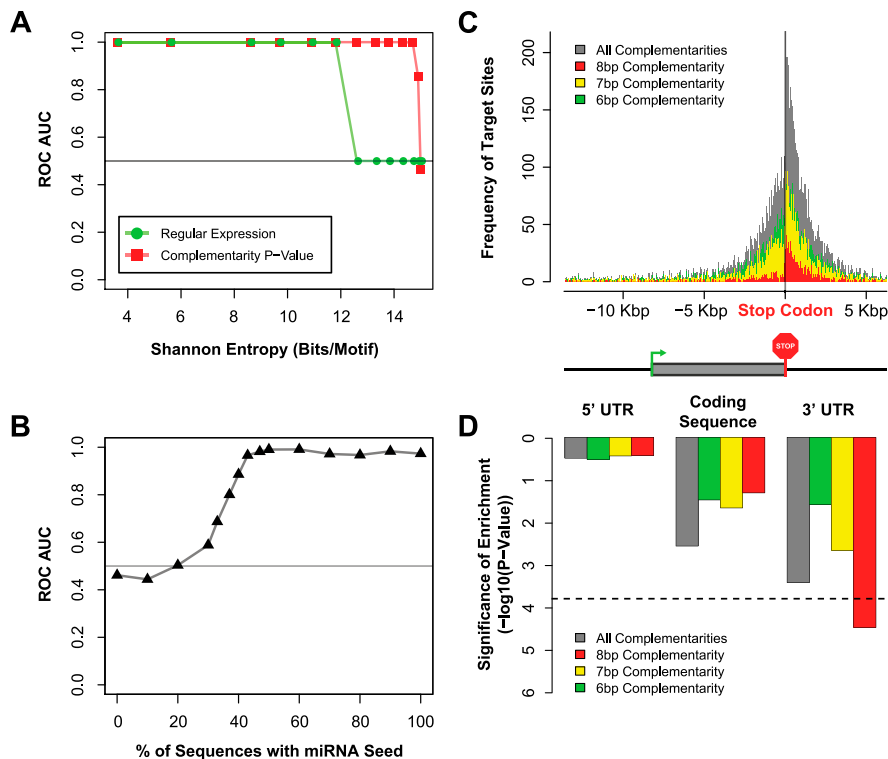 A
ROC AUC
1.0
0.8
0.6
0.4
0.2
0.0
Regular Expression
Complementarity P−Value
4
6
8
10
12
14
Shannon Entropy (Bits/Motif)
B
ROC AUC
1.0
0.8
0.6
0.4
0.2
0.0
0
20
40
60
80
100
% of Sequences with miRNA Seed
C
Frequency of Target Sites
200
150
100
50
0
All Complementarities
8bp Complementarity
7bp Complementarity
6bp Complementarity
−10 Kbp
−5 Kbp
Stop Codon
5 Kbp
STOP
D
5' UTR
Coding
Sequence
3' UTR
Significance of Enrichment
(−log10(P−Value))
0
1
2
3
4
5
6
All Complementarities
8bp Complementarity
7bp Complementarity
6bp Complementarity